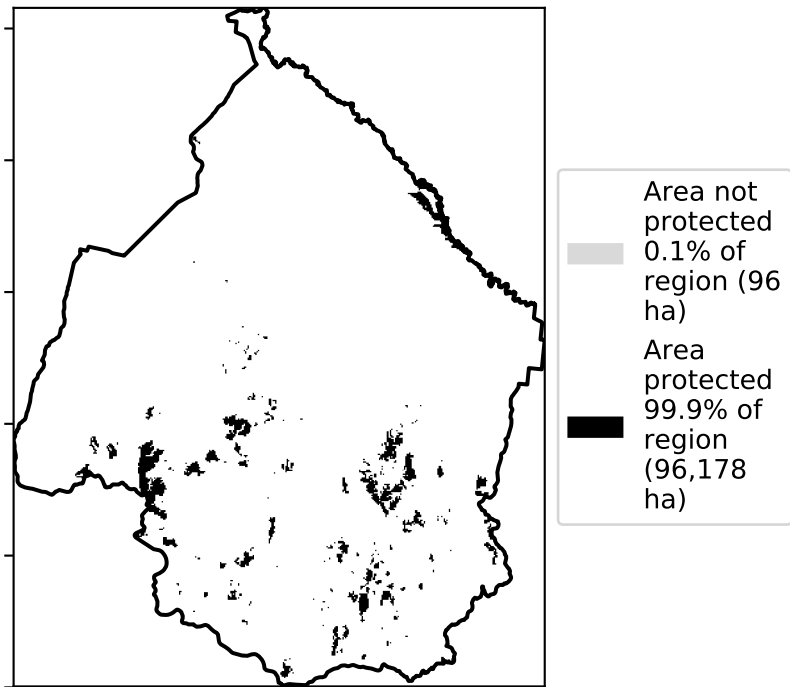 Area not
protected
0.1% of
region (96
ha)
Area
protected
99.9% of
region
(96,178
ha)